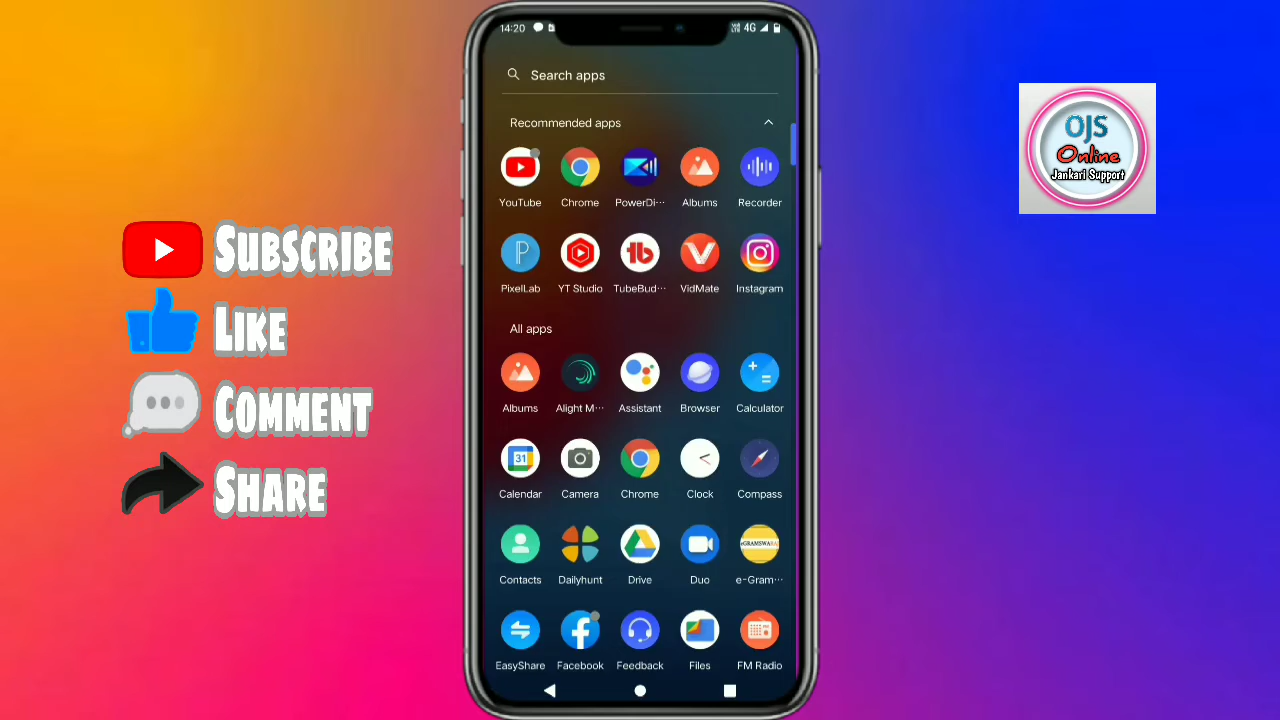 14:20
4G
Search apps
Recommended apps
YouTube
Chrome
PowerDi···
Albums
Recorder
PixelLab
YT Studio
TubeBud···
VidMate
Instagram
All apps
Albums
Alight M···
Assistant
Browser
Calculator
31
Calendar
Camera
Chrome
Clock
Compass
Contacts
Dailyhunt
Drive
Duo
e-Gram···
EasyShare
Facebook
Feedback
Files
FM Radio
SUBSCRIBE
LIKE
COMMENT
SHARE
OJS
Online
Jankari Support